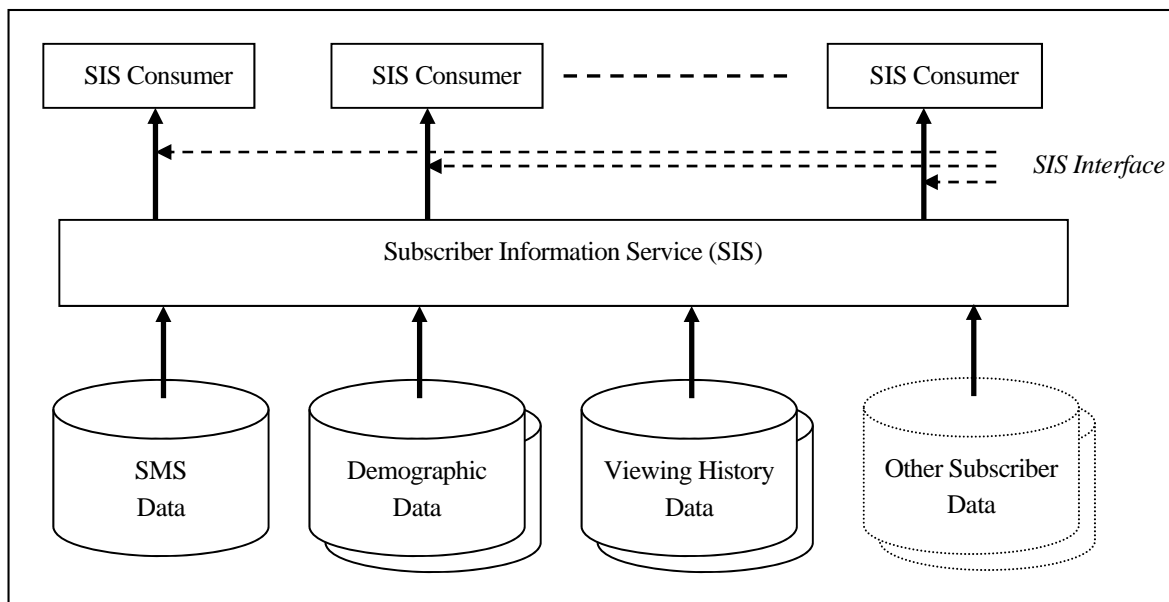 SIS Consumer
SIS Consumer
SIS Consumer
SIS Interface
Subscriber Information Service (SIS)
SMS
Data
Demographic
Data
Viewing History
Data
Other Subscriber
Data